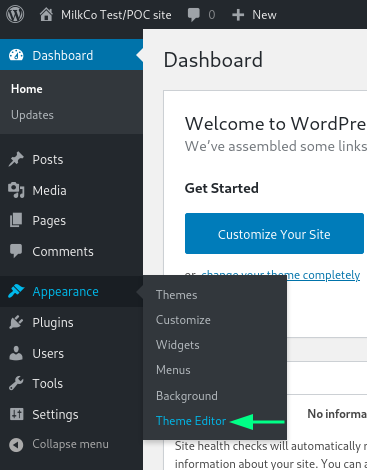 MilkCo Test/POC site 0 + New
Dashboard
Home
Updates
Posts
Media
Pages
Comments
Appearance
Plugins
Users
Tools
Settings
Collapse menu
Themes
Customize
Widgets
Menus
Background
Theme Editor
Dashboard
Welcome to WordPre
We've assembled some links
Get Started
Customize Your Site
or, change your theme completely
No informa
Site health checks will automatically r
information about your site. You can a